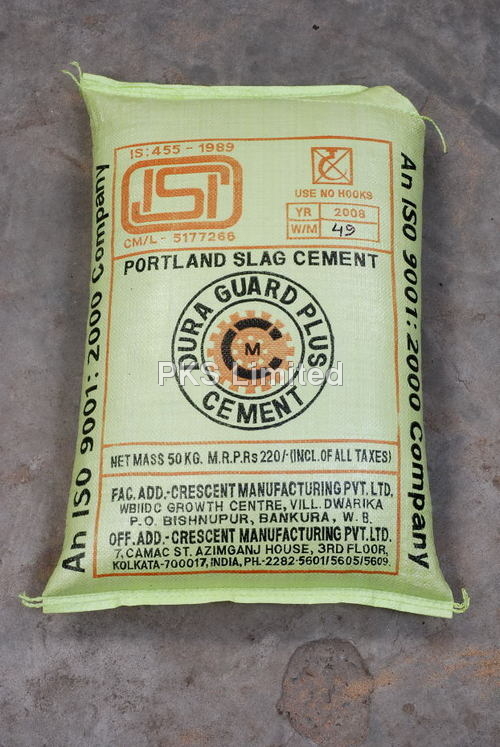 IS:455 - 1989
ISI
CM/L - 5177266
USE NO HOOKS
YR 2008
W/M 49
PORTLAND SLAG CEMENT
DURA GUARD PLUS
CM
CEMENT
PKS Limited
NET MASS 50 KG. M.R.P.Rs 220/-(INCL.OF ALL TAXES)
FAC. ADD.-CRESCENT MANUFACTURING PVT. LTD.
WBIIDC GROWTH CENTRE, VILL. DWARIKA
P.O. BISHNUPUR, BANKURA, W.B.
OFF. ADD.-CRESCENT MANUFACTURING PVT. LTD.
7, CAMAC ST. AZIMGANJ HOUSE, 3RD FLOOR,
KOLKATA-700017, INDIA, PH.-2282-5601/5605/5609.
An ISO 9001: 2000 Company
An ISO 9001: 2000 Company